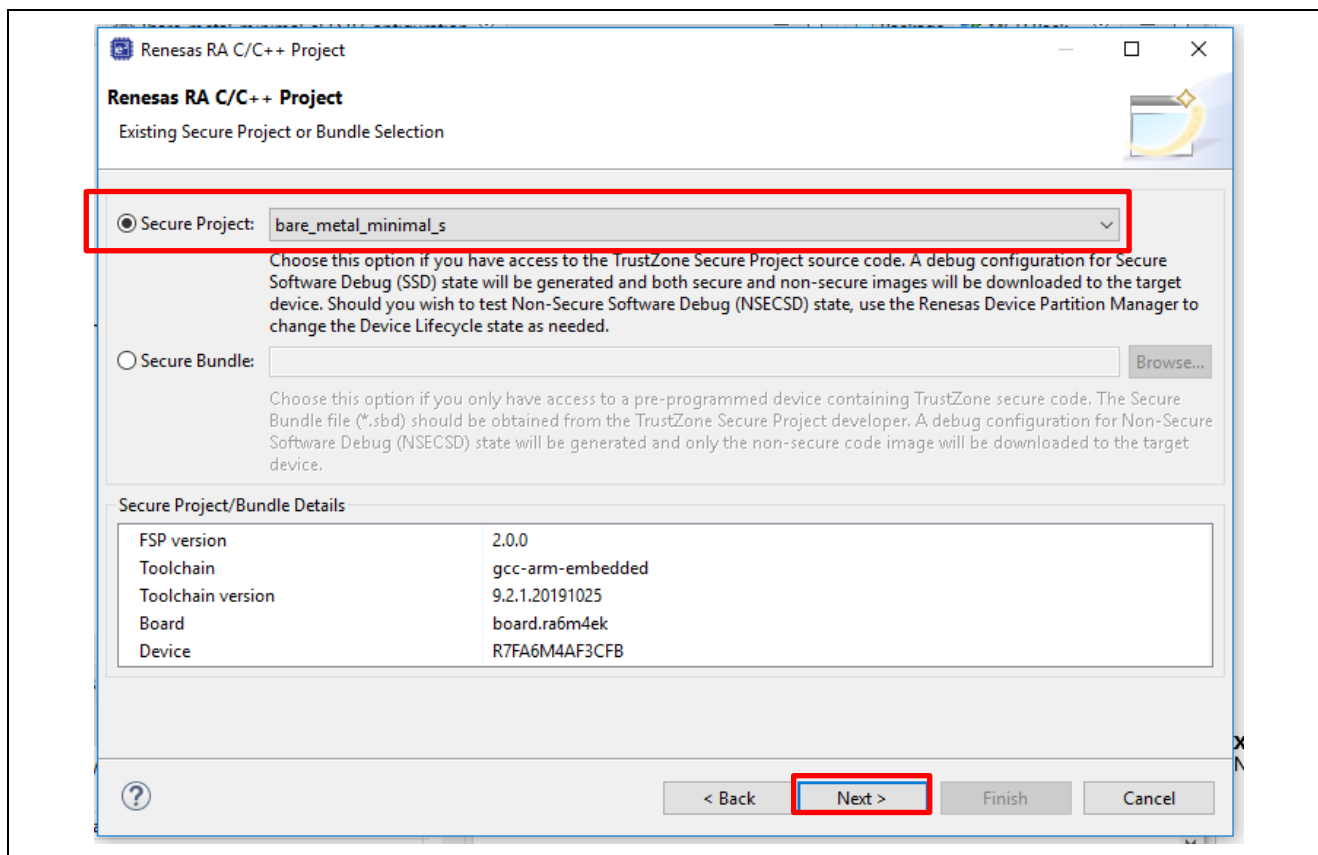 Renesas RA C/C++ Project
Renesas RA C/C++ Project
Existing Secure Project or Bundle Selection
Secure Project:
bare_metal_minimal_s
Choose this option if you have access to the TrustZone Secure Project source code. A debug configuration for Secure
Software Debug (SSD) state will be generated and both secure and non-secure images will be downloaded to the target
device. Should you wish to test Non-Secure Software Debug (NSECSD) state, use the Renesas Device Partition Manager to
change the Device Lifecycle state as needed.
Secure Bundle:
Browse...
Choose this option if you only have access to a pre-programmed device containing TrustZone secure code. The Secure
Bundle file (*.sbd) should be obtained from the TrustZone Secure Project developer. A debug configuration for Non-Secure
Software Debug (NSECSD) state will be generated and only the non-secure code image will be downloaded to the target
device.
Secure Project/Bundle Details
FSP version 2.0.0
Toolchain gcc-arm-embedded
Toolchain version 9.2.1.20191025
Board board.ra6m4ek
Device R7FA6M4AF3CFB
? < Back Next > Finish Cancel